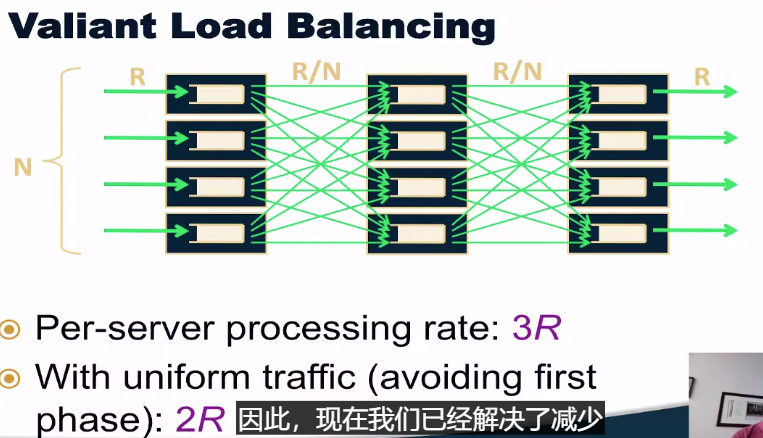 Valiant Load Balancing
R R/N R/N R
N
Per-server processing rate: 3R
With uniform traffic (avoiding first
phase): 2R
因此，现在我们已经解决了减少